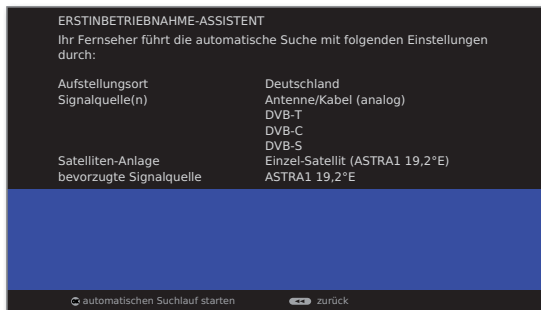 ERSTINBETRIEBNAHME-ASSISTENT
Ihr Fernseher führt die automatische Suche mit folgenden Einstellungen
durch:
Aufstellungsort Deutschland
Signalquelle(n) Antenne/Kabel (analog)
DVB-T
DVB-C
DVB-S
Satelliten-Anlage Einzel-Satellit (ASTRA1 19,2°E)
bevorzugte Signalquelle ASTRA1 19,2°E
automatischen Suchlauf starten zurück